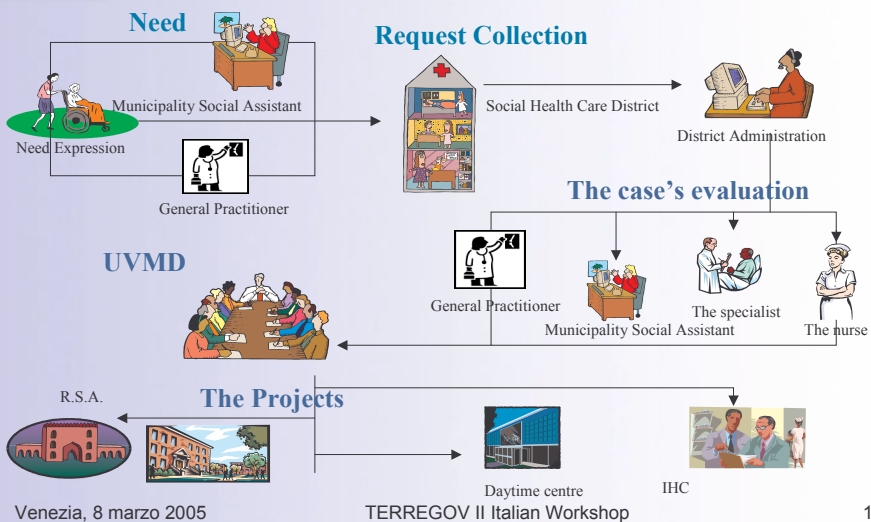 Need
Request Collection
Municipality Social Assistant
Need Expression
General Practitioner
Social Health Care District
District Administration
The case's evaluation
UVMD
General Practitioner
Municipality Social Assistant
The specialist
The nurse
R.S.A.
The Projects
Daytime centre
IHC
Venezia, 8 marzo 2005
TERREGOV II Italian Workshop
1